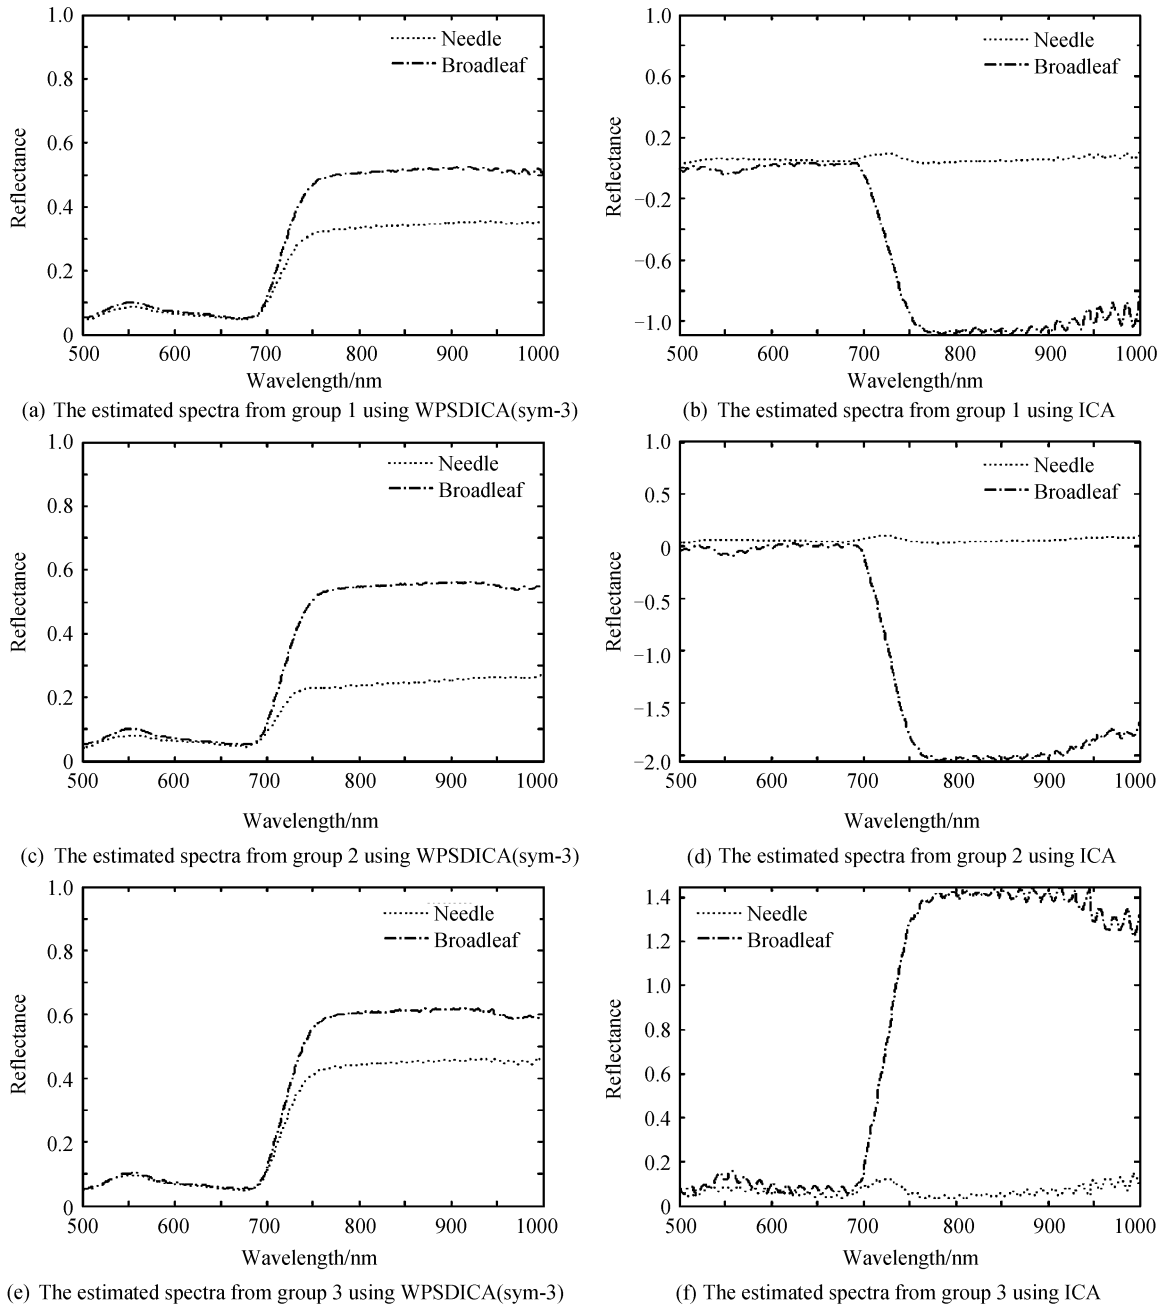 1.0
0.8
0.6
0.4
0.2
0
Reflectance
Needle
Broadleaf
500 600 700 800 900 1000
Wavelength/nm
(a) The estimated spectra from group 1 using WPSDICA(sym-3)
1.0
0.6
0.2
−0.2
−0.6
−1.0
Reflectance
Needle
Broadleaf
500 600 700 800 900 1000
Wavelength/nm
(b) The estimated spectra from group 1 using ICA
1.0
0.8
0.6
0.4
0.2
0
Reflectance
Needle
Broadleaf
500 600 700 800 900 1000
Wavelength/nm
(c) The estimated spectra from group 2 using WPSDICA(sym-3)
1.0
0.5
0
−0.5
−1.0
−1.5
−2.0
Reflectance
Needle
Broadleaf
500 600 700 800 900 1000
Wavelength/nm
(d) The estimated spectra from group 2 using ICA
1.0
0.8
0.6
0.4
0.2
0
Reflectance
Needle
Broadleaf
500 600 700 800 900 1000
Wavelength/nm
(e) The estimated spectra from group 3 using WPSDICA(sym-3)
1.4
1.2
1.0
0.8
0.6
0.4
0.2
0
Reflectance
Needle
Broadleaf
500 600 700 800 900 1000
Wavelength/nm
(f) The estimated spectra from group 3 using ICA